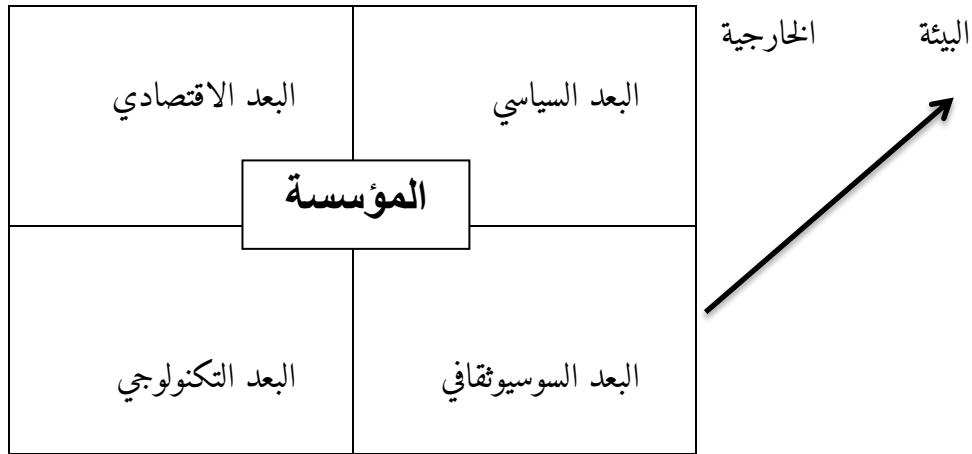 البيئة الخارجية
البعد السياسي
البعد الاقتصادي
المؤسسة
البعد السوسيوثقافي
البعد التكنولوجي